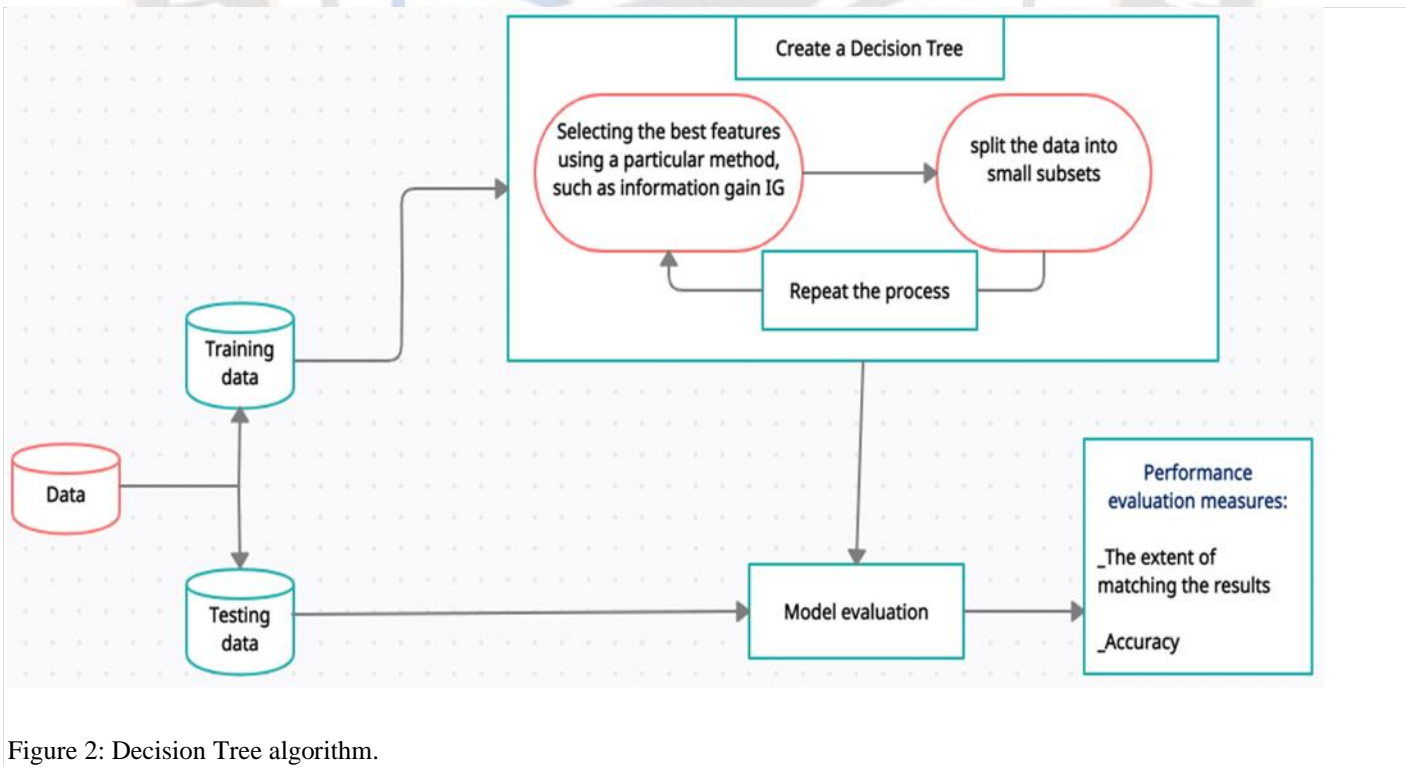 Create a Decision Tree
Selecting the best features
using a particular method,
such as information gain IG
split the data into
small subsets
Repeat the process
Training
data
Data
Testing
data
Model evaluation
Performance
evaluation measures:
_The extent of
matching the results
_Accuracy
Figure 2: Decision Tree algorithm.